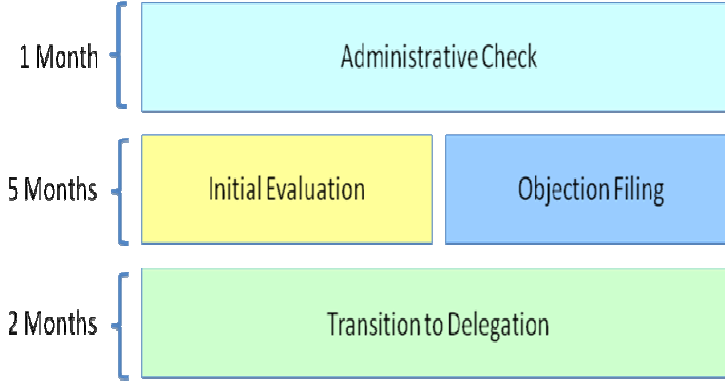 1 Month
Administrative Check
5 Months
Initial Evaluation
Objection Filing
2 Months
Transition to Delegation